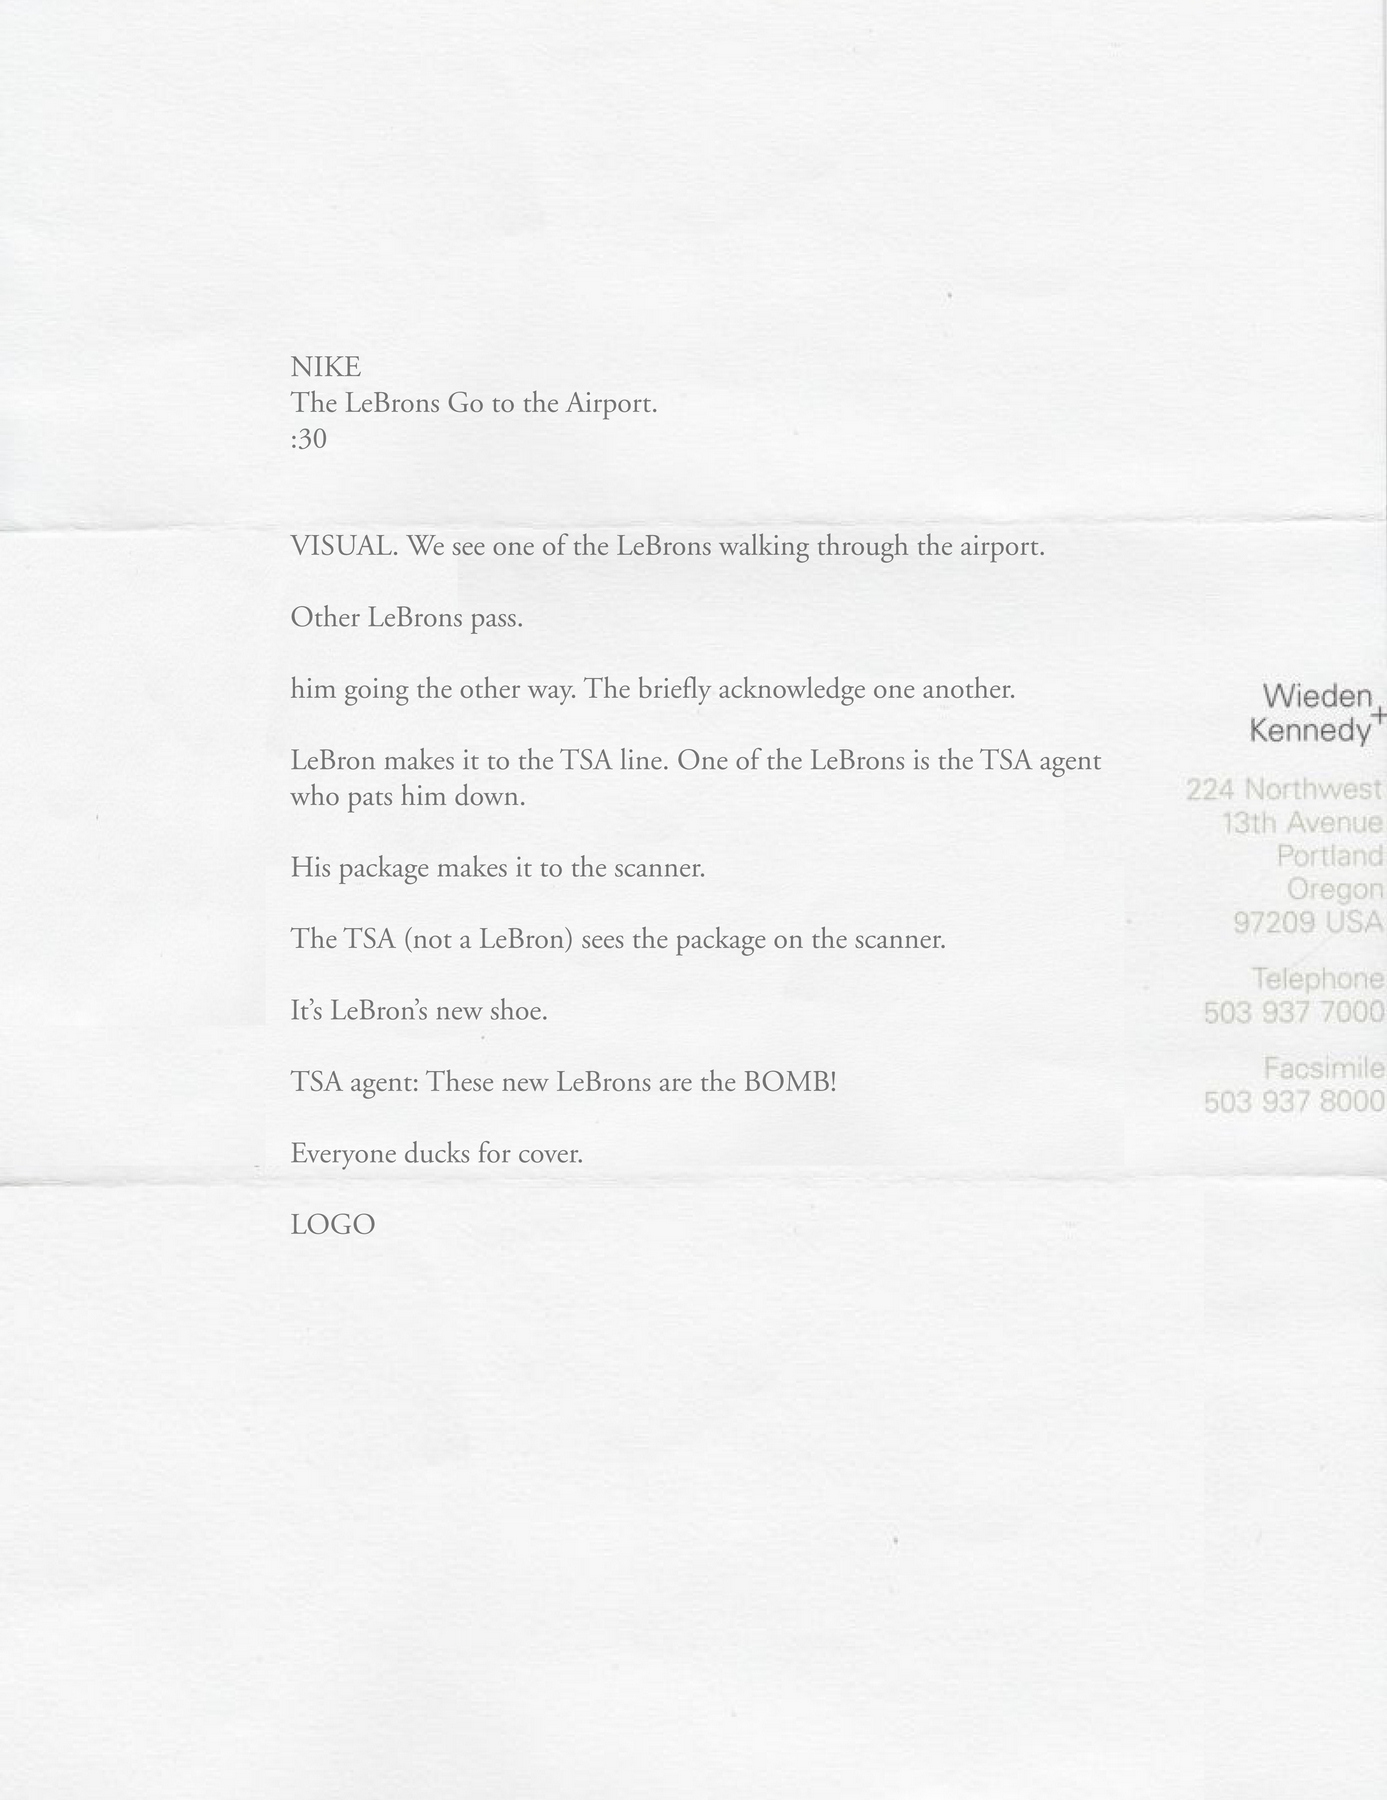 NIKE
The LeBrons Go to the Airport.
:30
VISUAL. We see one of the LeBrons walking through the airport.
Other LeBrons pass.
him going the other way. The briefly acknowledge one another.
LeBron makes it to the TSA line. One of the LeBrons is the TSA agent
who pats him down.
His package makes it to the scanner.
The TSA (not a LeBron) sees the package on the scanner.
It’s LeBron’s new shoe.
TSA agent: These new LeBrons are the BOMB!
Everyone ducks for cover.
LOGO
Wieden
Kennedy+
224 Northwest
13th Avenue
Portland
Oregon
97209 USA
Telephone
503 937 7000
Facsimile
503 937 8000